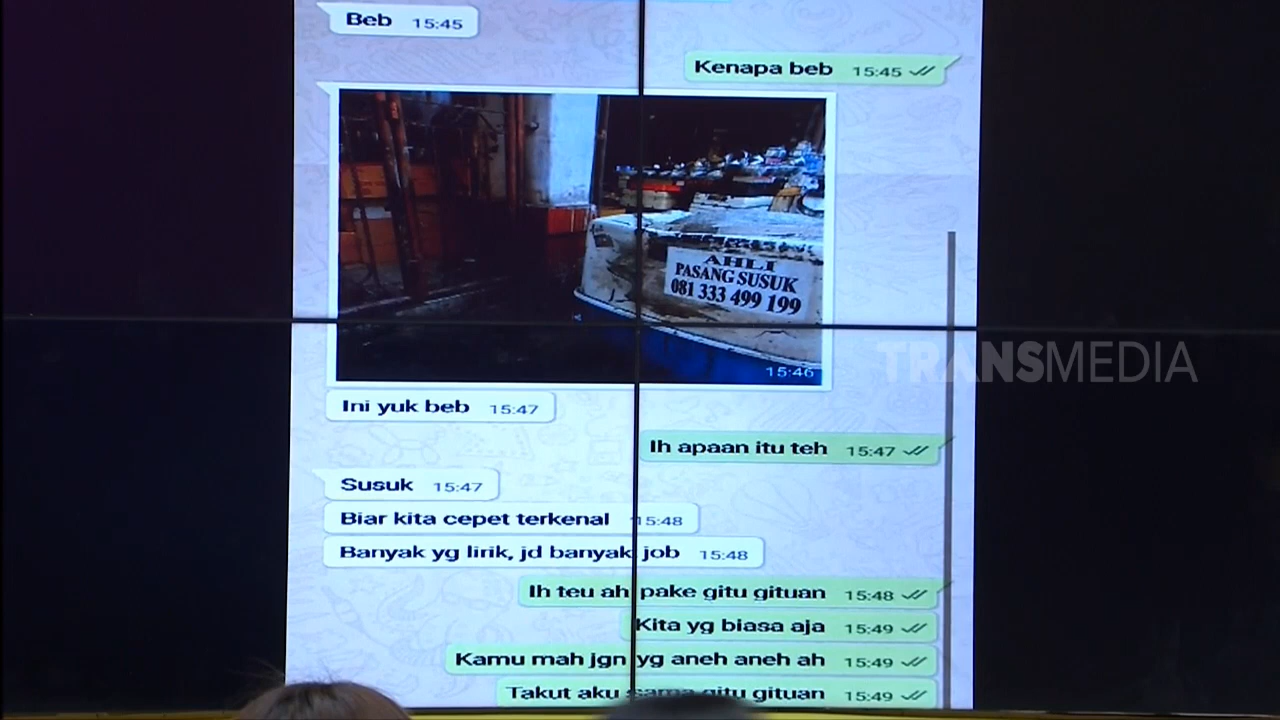 Beb 15:45
Kenapa beb 15:45
AHLI
PASANG SUSUK
081 333 499 199
15:46
TRANSMEDIA
Ini yuk beb 15:47
Ih apaan itu teh 15:47
Susuk 15:47
Biar kita cepet terkenal 15:48
Banyak yg lirik, jd banyak job 15:48
Ih teu ah pake gitu gituan 15:48
Kita yg biasa aja 15:49
Kamu mah jgn yg aneh aneh ah 15:49
Takut aku sama gitu gituan 15:49